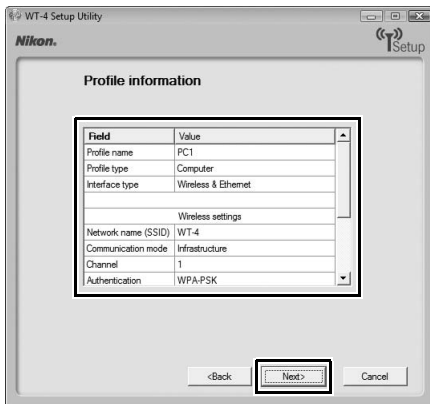 WT-4 Setup Utility
Nikon.
Setup
Profile information
Field Value
Profile name PC1
Profile type Computer
Interface type Wireless & Ethernet
Wireless settings
Network name (SSID) WT-4
Communication mode Infrastructure
Channel 1
Authentication WPA-PSK
<Back Next> Cancel